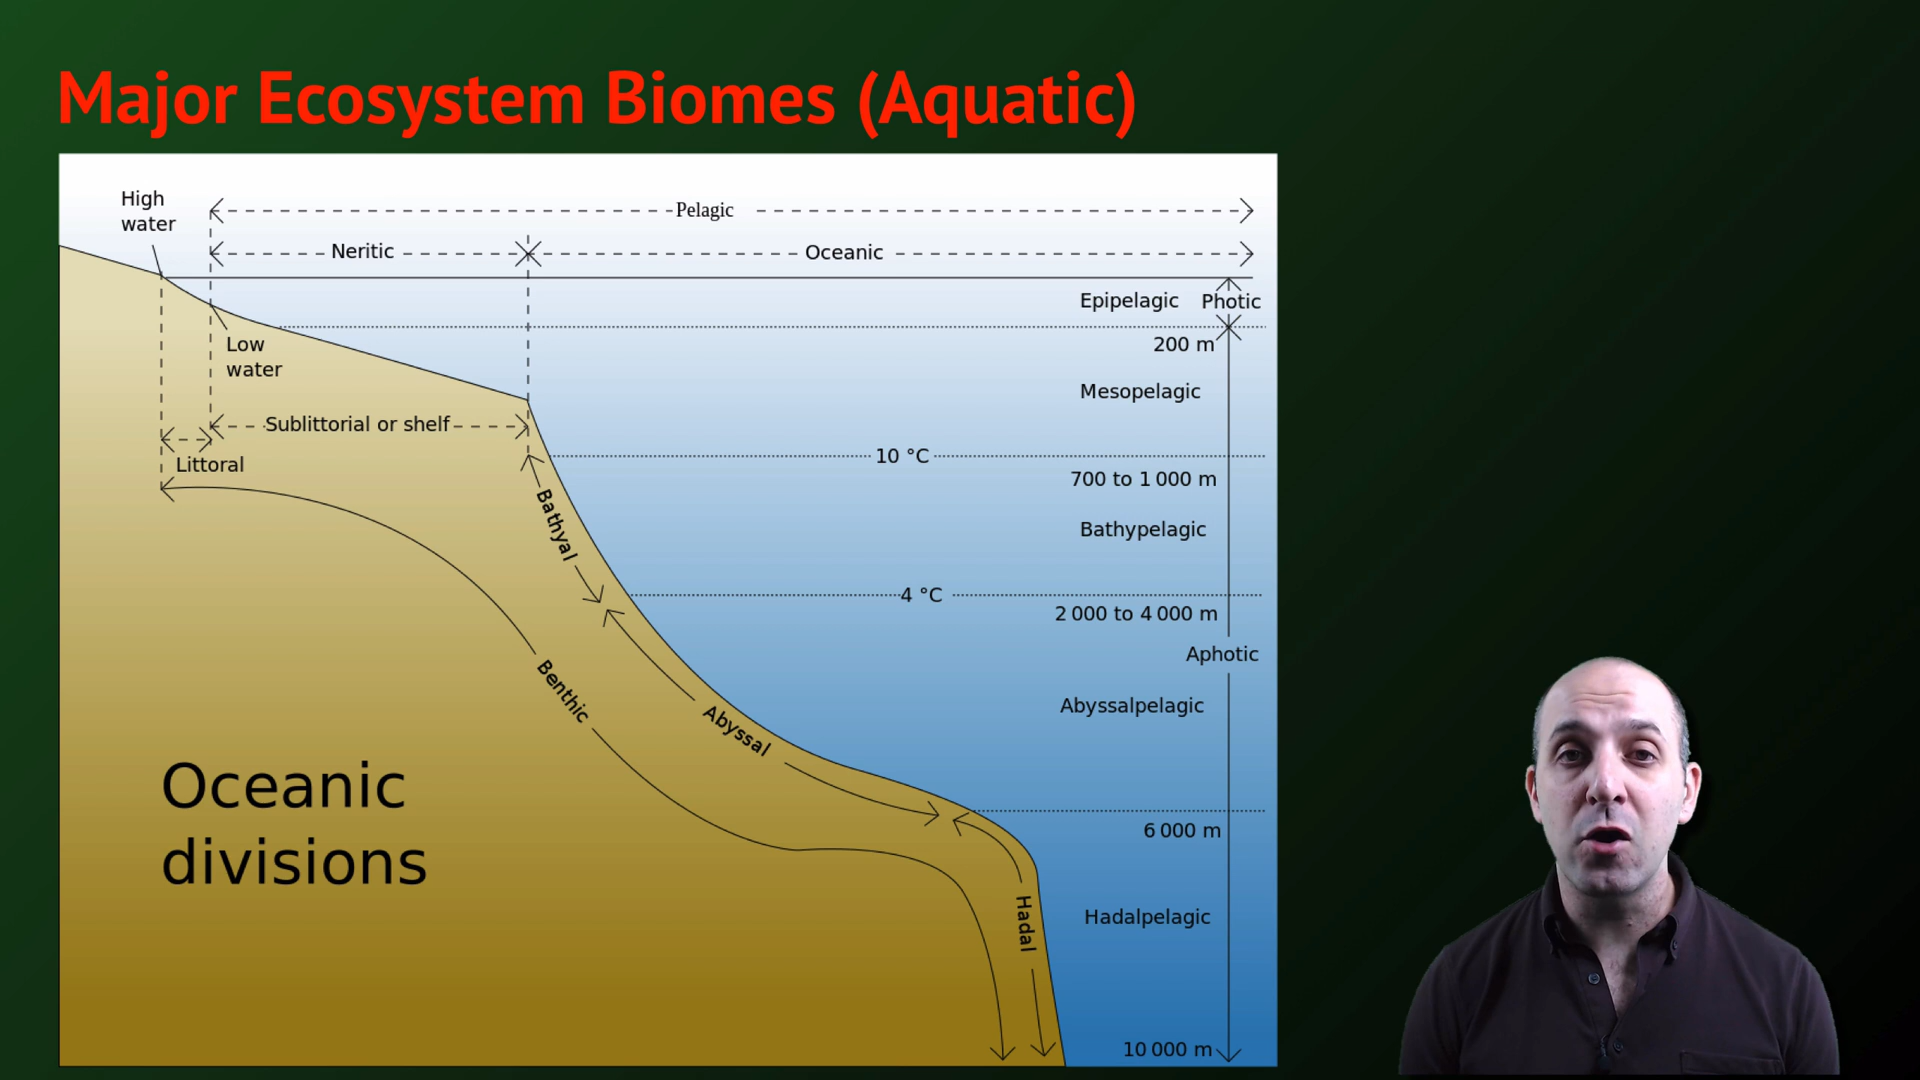 Major Ecosystem Biomes (Aquatic)
High
water
Pelagic
Neritic
Oceanic
Epipelagic
Photic
200 m
Low
water
Mesopelagic
Sublittorial or shelf
Littoral
10 °C
700 to 1 000 m
Bathyal
Bathypelagic
4 °C
2 000 to 4 000 m
Aphotic
Benthic
Abyssal
Abyssalpelagic
Oceanic
divisions
6 000 m
Hadal
Hadalpelagic
10 000 m